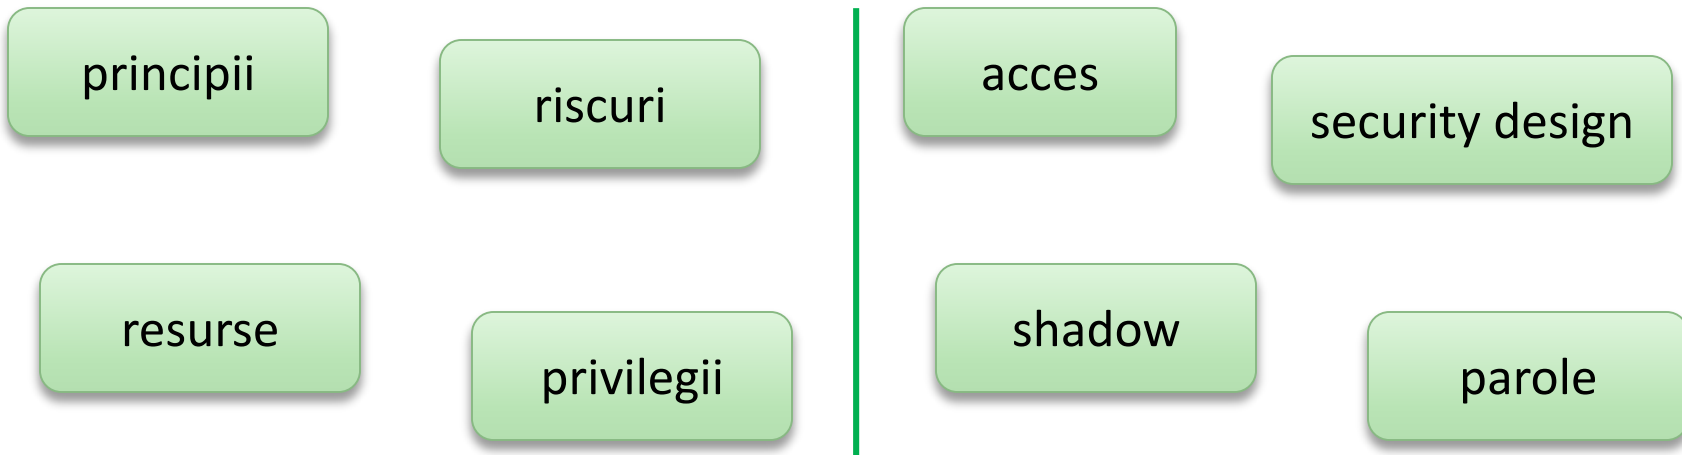 principii
riscuri
resurse
privilegii
acces
security design
shadow
parole